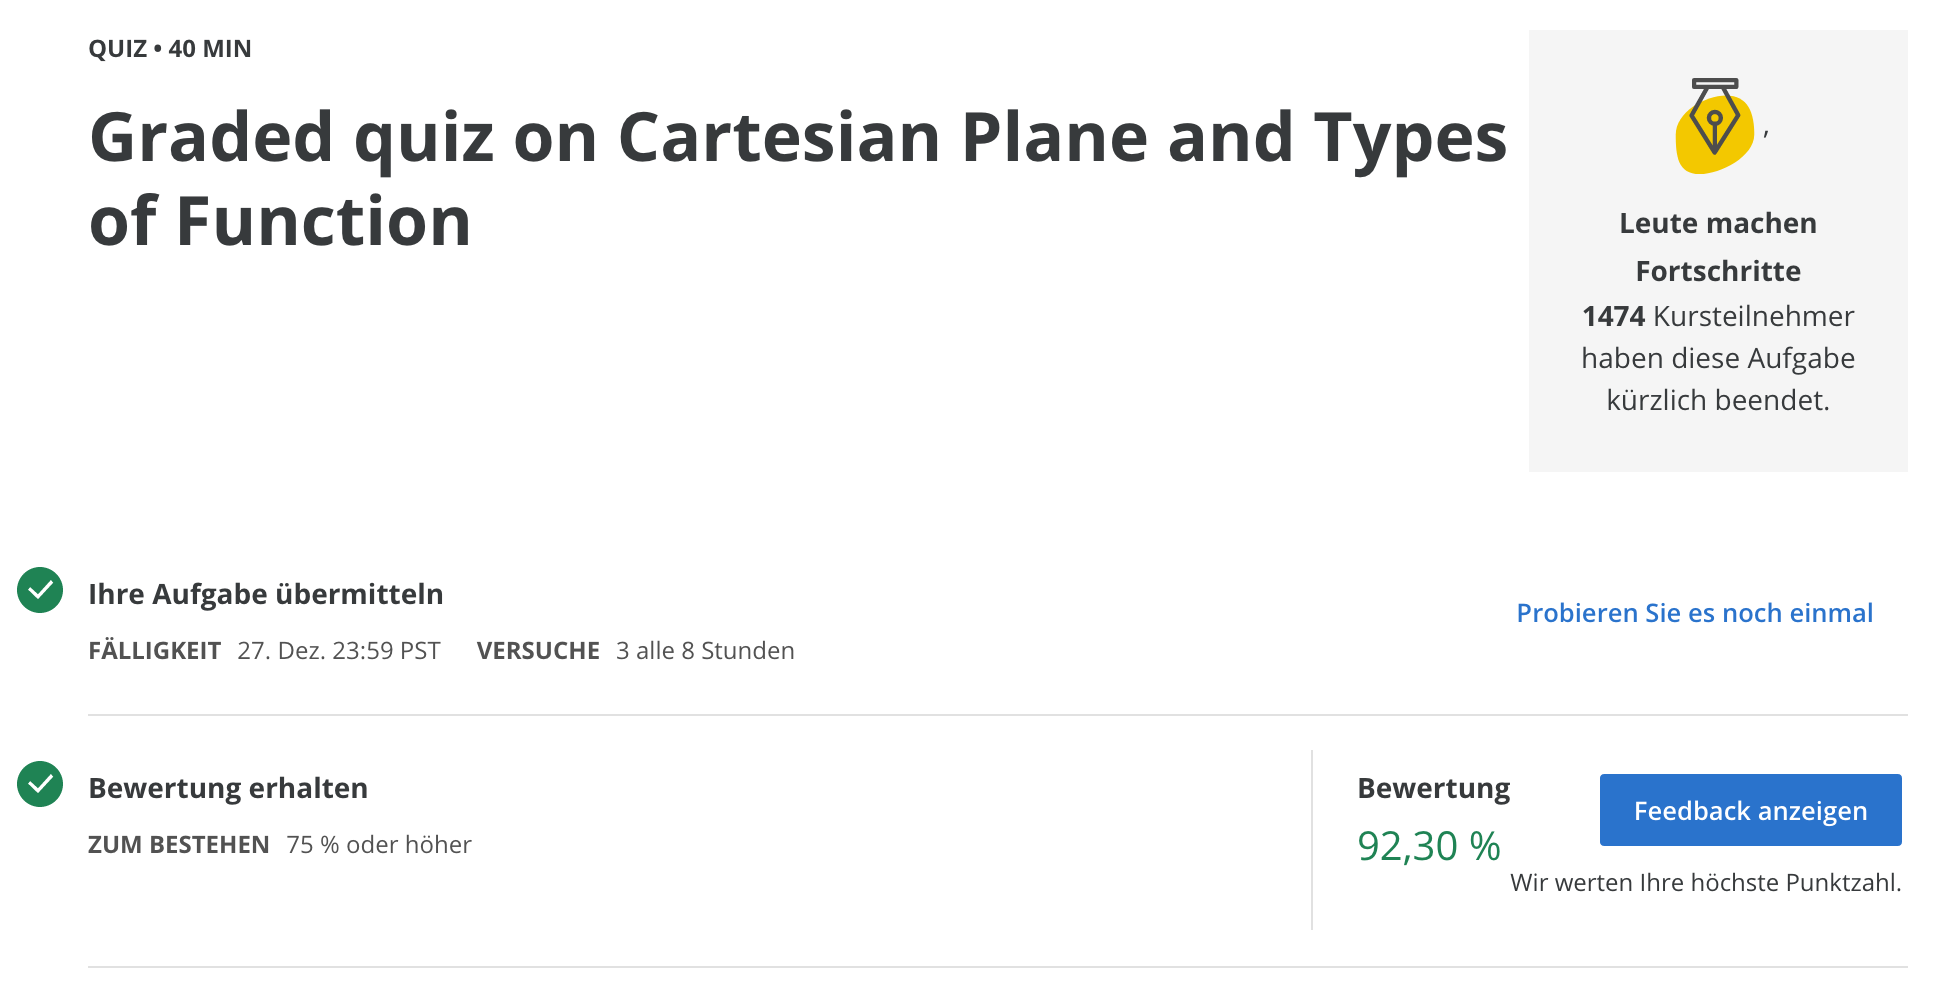 QUIZ • 40 MIN
Graded quiz on Cartesian Plane and Types
of Function
,
Leute machen
Fortschritte
1474 Kursteilnehmer
haben diese Aufgabe
kürzlich beendet.
Ihre Aufgabe übermitteln
FÄLLIGKEIT 27. Dez. 23:59 PST VERSUCHE 3 alle 8 Stunden
Probieren Sie es noch einmal
Bewertung erhalten
ZUM BESTEHEN 75 % oder höher
Bewertung
92,30 %
Feedback anzeigen
Wir werten Ihre höchste Punktzahl.